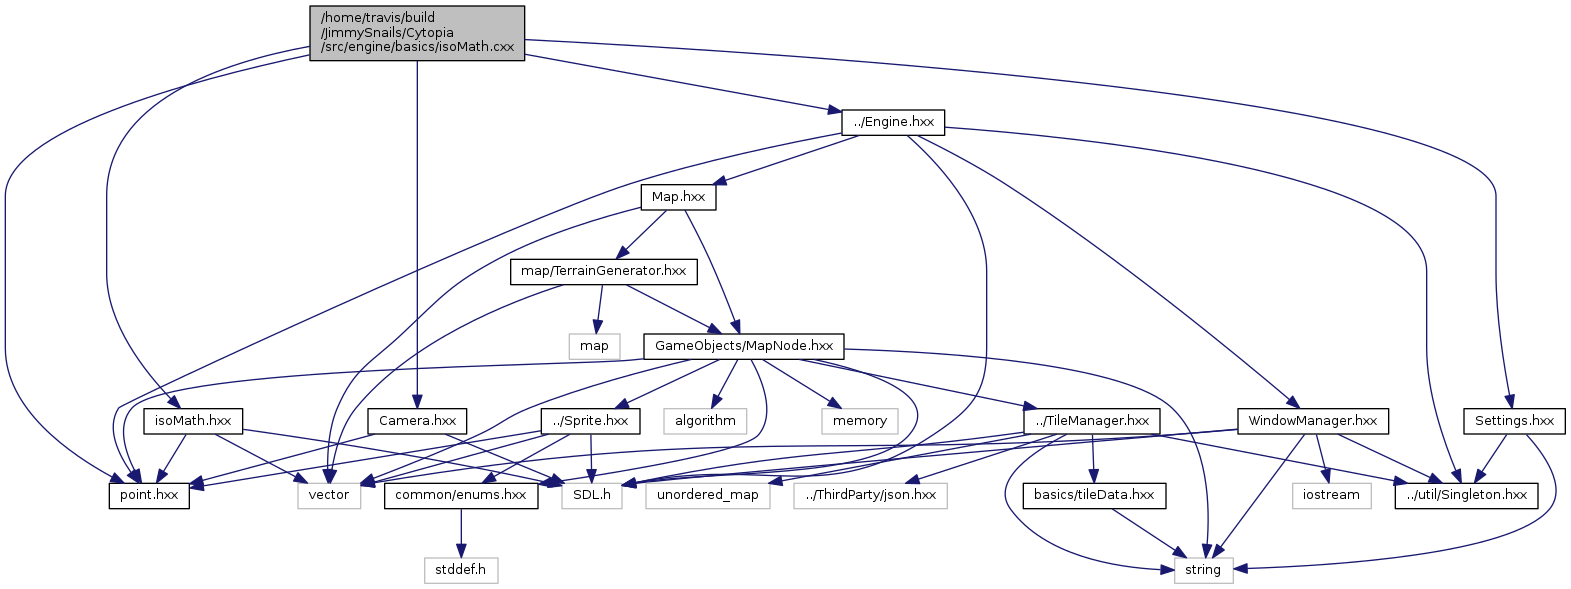 /home/travis/build
/JimmySnails/Cytopia
/src/engine/basics/isoMath.cxx
../Engine.hxx
Map.hxx
map/TerrainGenerator.hxx
map
GameObjects/MapNode.hxx
isoMath.hxx
Camera.hxx
../Sprite.hxx
algorithm
memory
../TileManager.hxx
WindowManager.hxx
Settings.hxx
point.hxx
vector
common/enums.hxx
SDL.h
unordered_map
../ThirdParty/json.hxx
basics/tileData.hxx
iostream
../util/Singleton.hxx
stddef.h
string